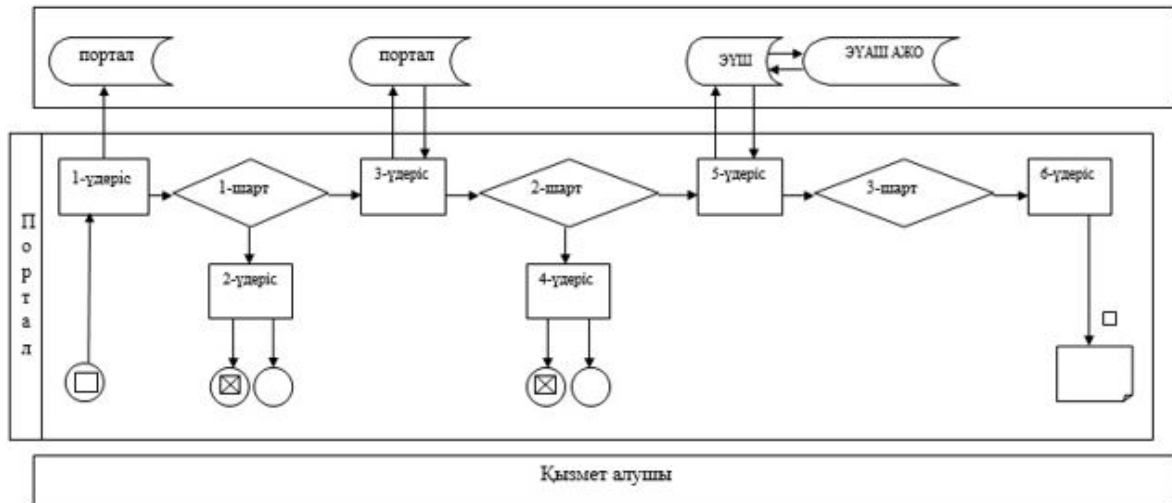 портал
портал
ЭҮШ
ЭҮАШ АЖО
1-үдеріс
1-шарт
3-үдеріс
2-шарт
5-үдеріс
3-шарт
6-үдеріс
2-үдеріс
4-үдеріс
Портал
Қызмет алушы